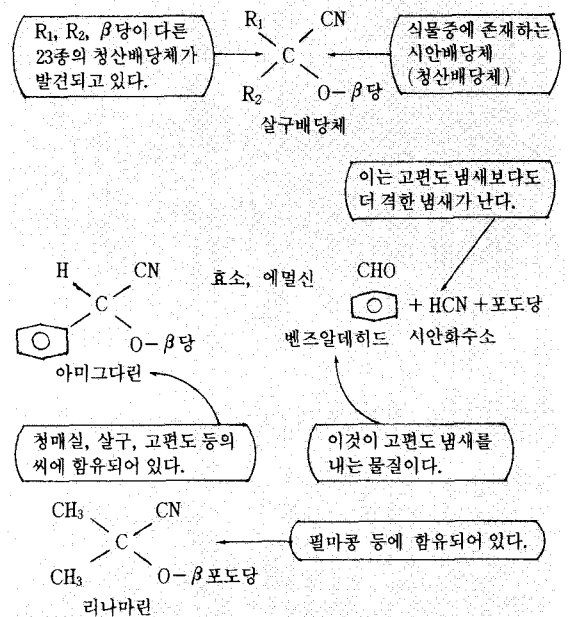 R₁, R₂, β당이 다른
23종의 청산배당체가
발견되고 있다.
R₁
CN
C
R₂
O－β당
살구배당체
식물중에 존재하는
시안배당체
(청산배당체)
이는 고편도 냄새보다도
더 격한 냄새가 난다.
H
CN
C
O－β당
아미그다린
효소, 에멀신
CHO
+ HCN + 포도당
벤즈알데히드 시안화수소
청매실, 살구, 고편도 등의
씨에 함유되어 있다.
이것이 고편도 냄새를
내는 물질이다.
CH₃
CN
C
CH₃
O－β포도당
리나마린
필마콩 등에 함유되어 있다.